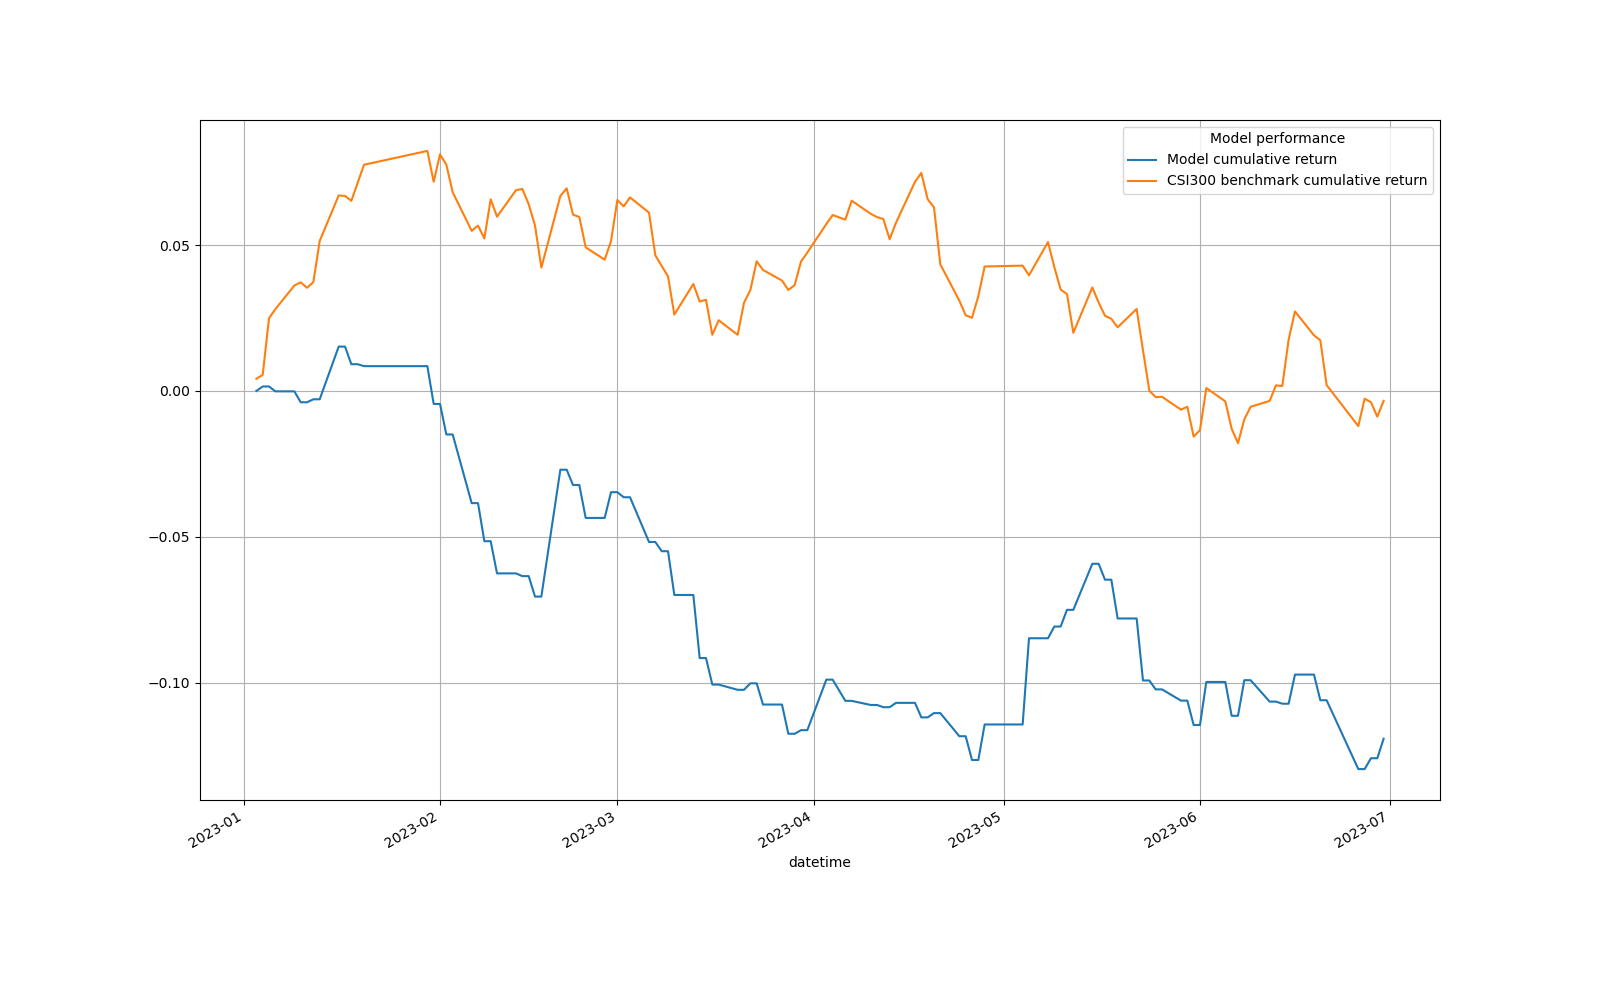 Model performance
Model cumulative return
CSI300 benchmark cumulative return
0.05
0.00
−0.05
−0.10
2023-01
2023-02
2023-03
2023-04
2023-05
2023-06
2023-07
datetime